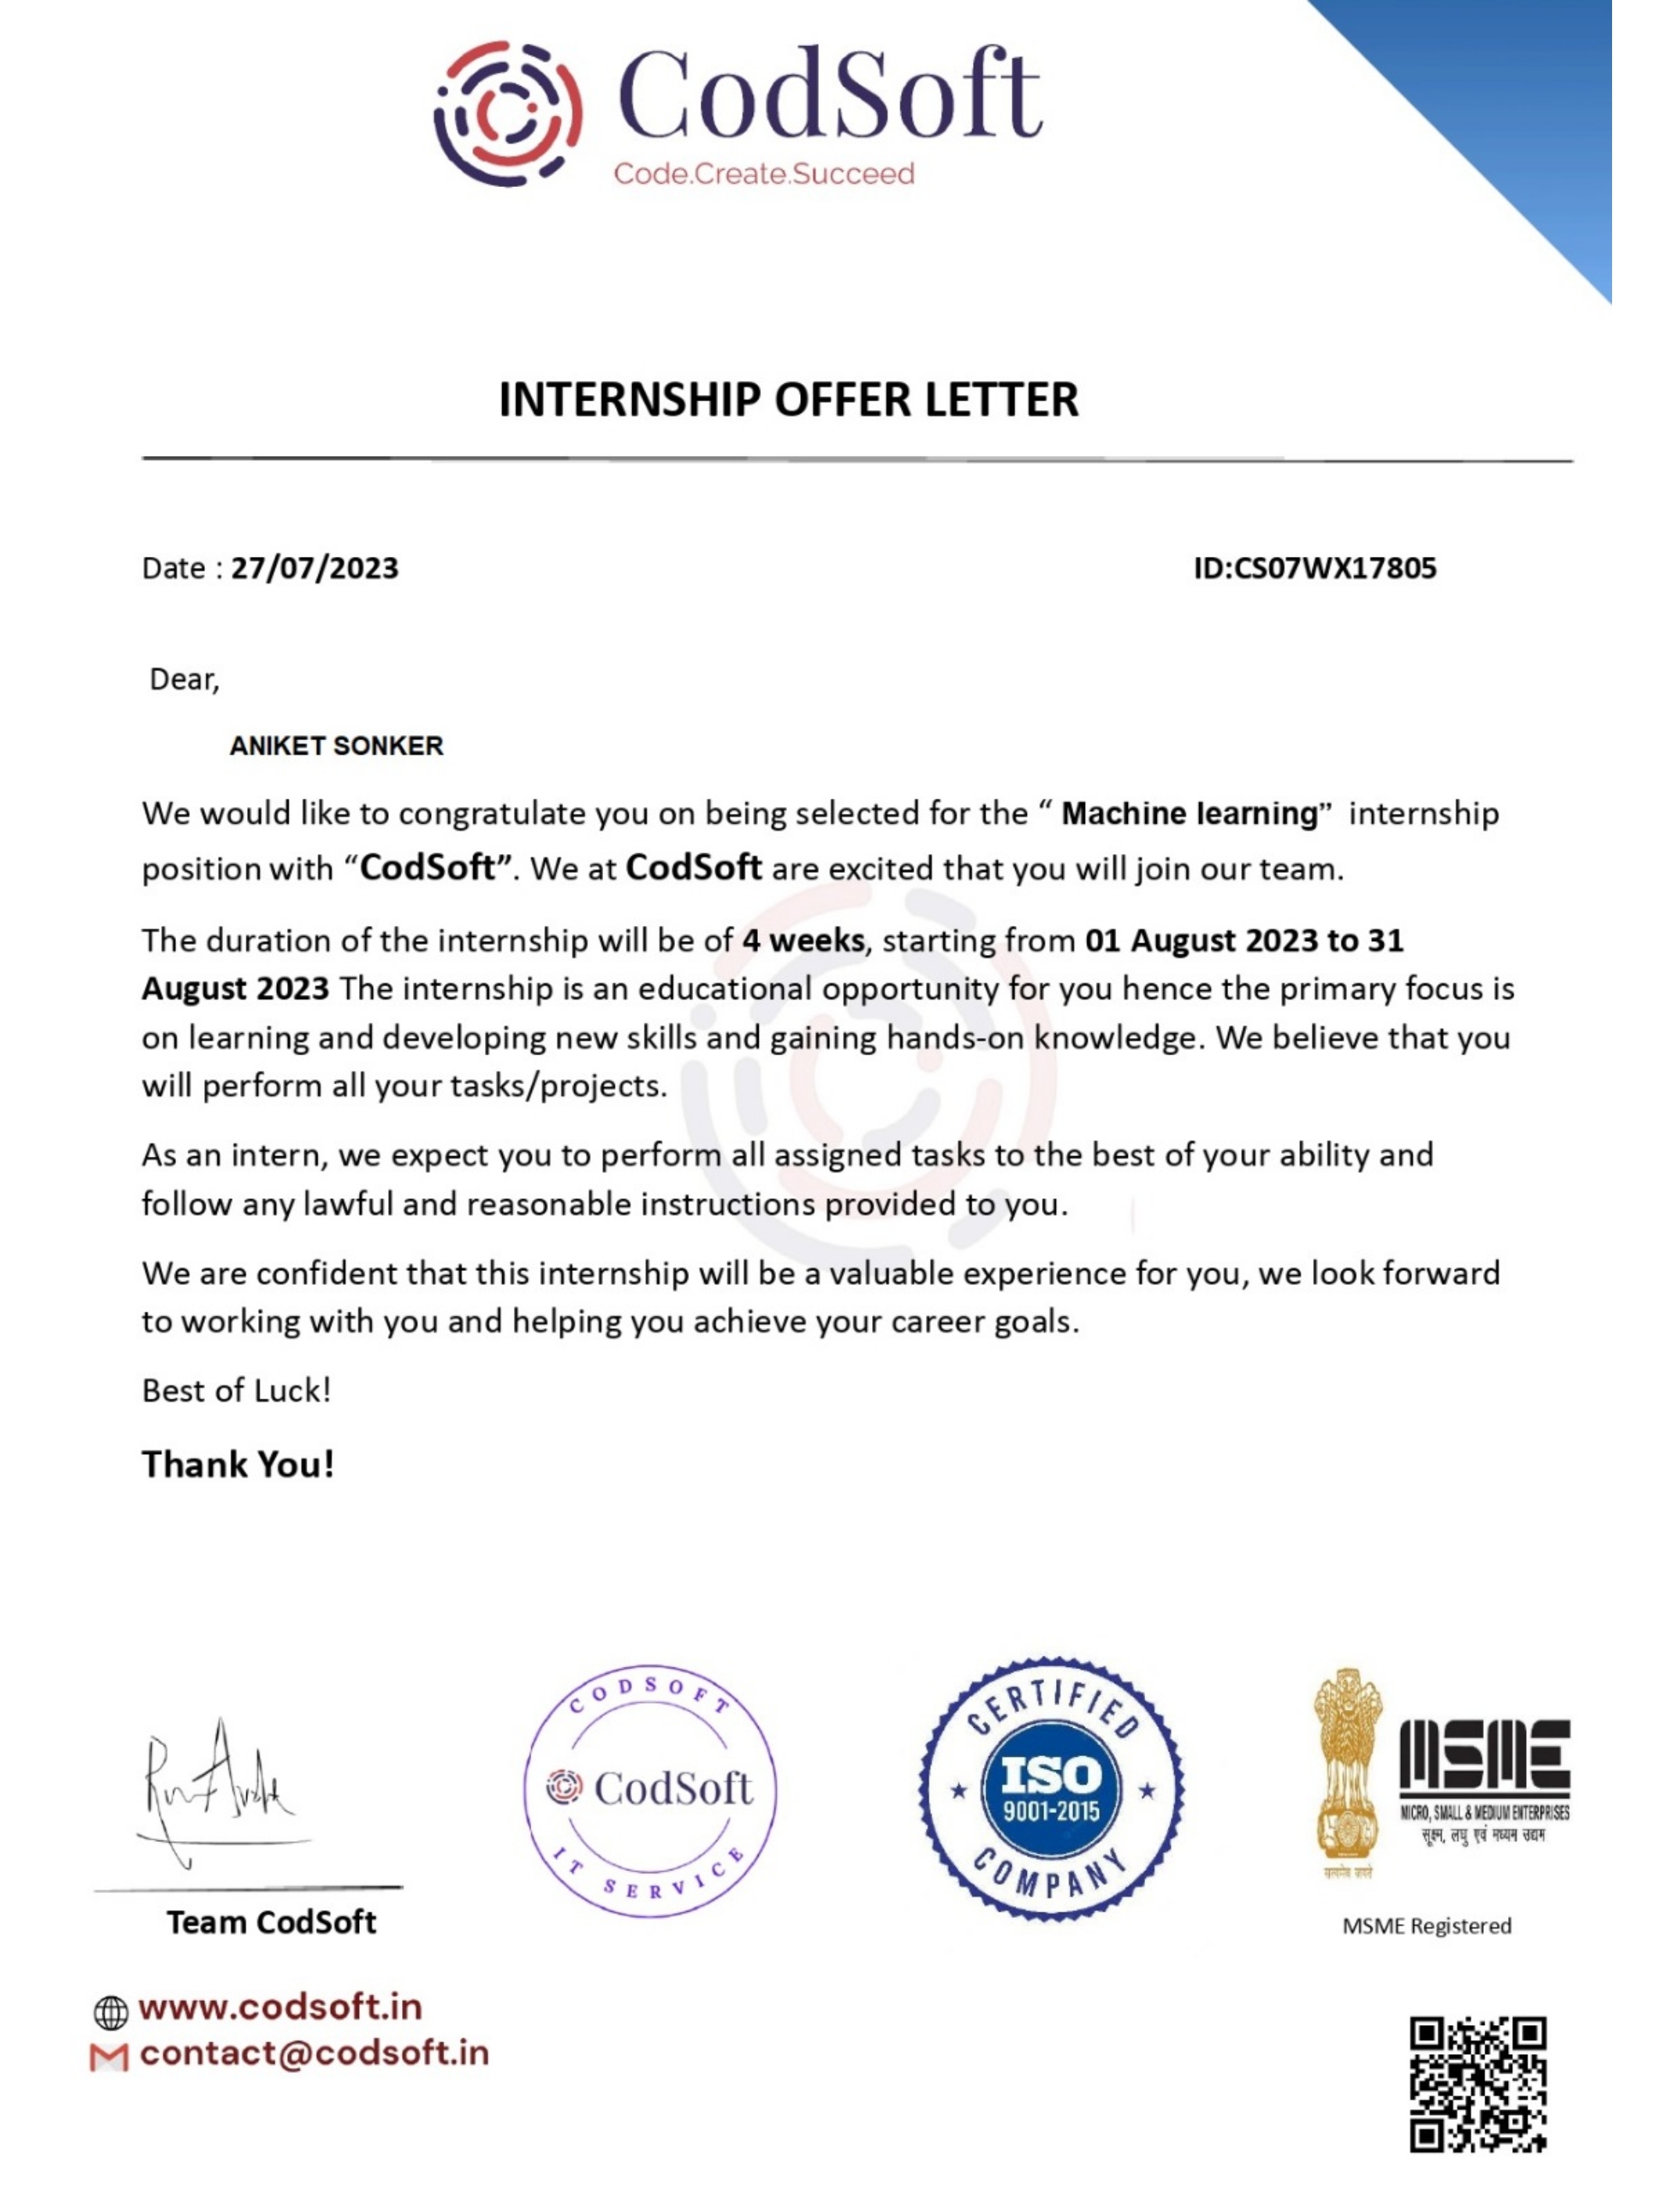 CodSoft
Code.Create.Succeed
INTERNSHIP OFFER LETTER
Date : 27/07/2023
ID:CS07WX17805
Dear,
ANIKET SONKER
We would like to congratulate you on being selected for the “ Machine learning” internship
position with “CodSoft”. We at CodSoft are excited that you will join our team.
The duration of the internship will be of 4 weeks, starting from 01 August 2023 to 31
August 2023 The internship is an educational opportunity for you hence the primary focus is
on learning and developing new skills and gaining hands-on knowledge. We believe that you
will perform all your tasks/projects.
As an intern, we expect you to perform all assigned tasks to the best of your ability and
follow any lawful and reasonable instructions provided to you.
We are confident that this internship will be a valuable experience for you, we look forward
to working with you and helping you achieve your career goals.
Best of Luck!
Thank You!
Team CodSoft
CODSOFT
CodSoft
IT SERVICE
CERTIFIED
ISO
9001-2015
COMPANY
सत्यमेव जयते
MSME
MICRO, SMALL & MEDIUM ENTERPRISES
सूक्ष्म, लघु एवं मध्यम उद्यम
MSME Registered
www.codsoft.in
contact@codsoft.in